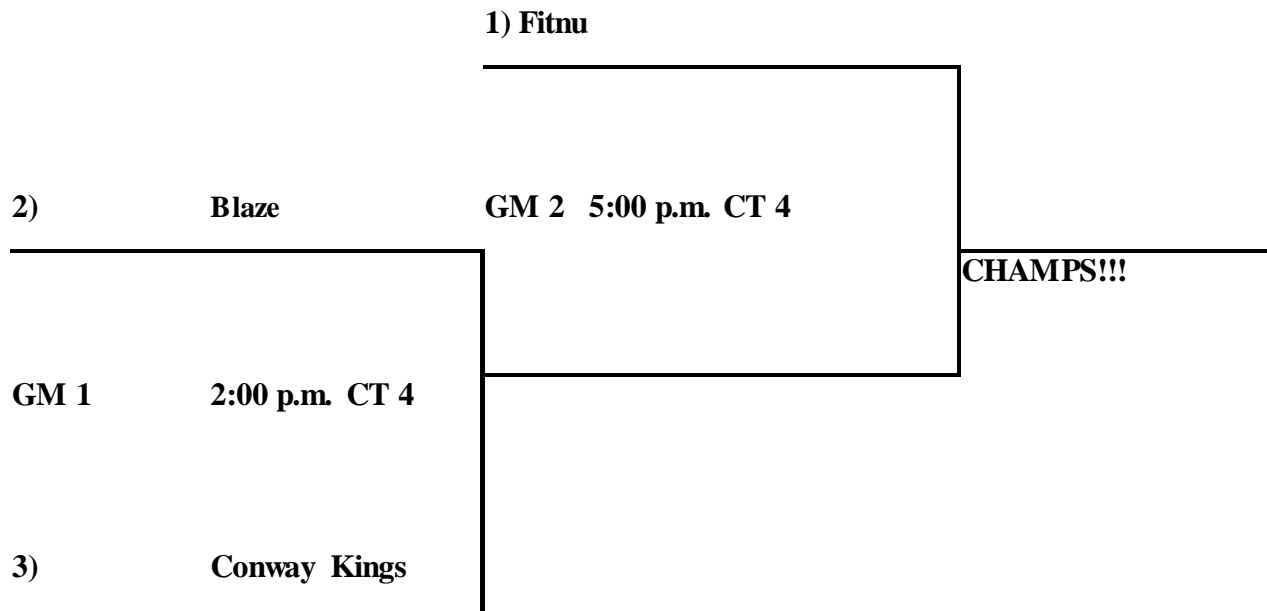 1) Fitnu
2) Blaze GM 2 5:00 p.m. CT 4
CHAMPS!!!
GM 1 2:00 p.m. CT 4
3) Conway Kings